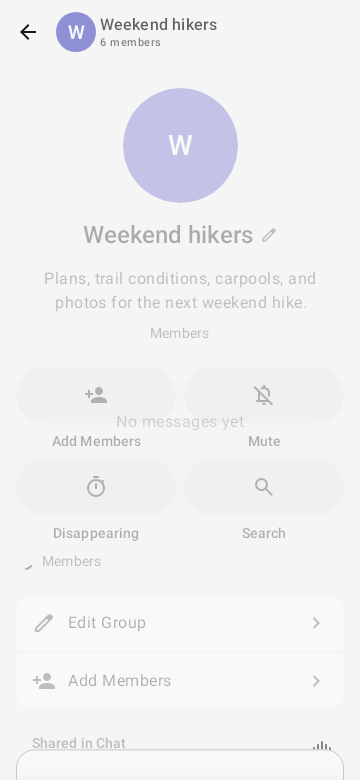 W
Weekend hikers
6 members
W
Weekend hikers
Plans, trail conditions, carpools, and
photos for the next weekend hike.
Members
No messages yet
Add Members
Mute
Disappearing
Search
Members
Edit Group
Add Members
Shared in Chat